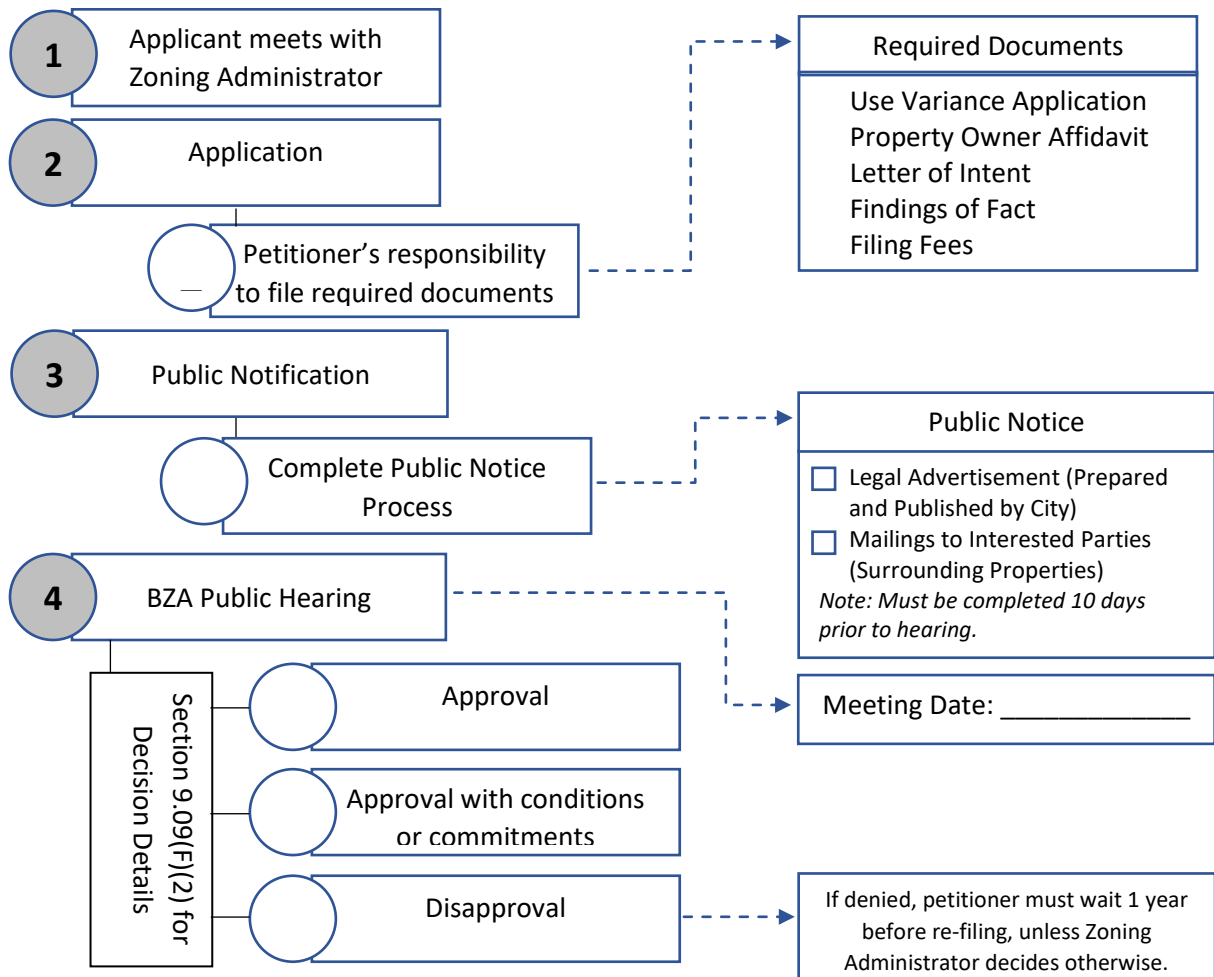 1
Applicant meets with
Zoning Administrator
Required Documents
Use Variance Application
Property Owner Affidavit
Letter of Intent
Findings of Fact
Filing Fees
2
Application
Petitioner’s responsibility
to file required documents
3
Public Notification
Complete Public Notice
Process
Public Notice
Legal Advertisement (Prepared
and Published by City)
Mailings to Interested Parties
(Surrounding Properties)
Note: Must be completed 10 days
prior to hearing.
4
BZA Public Hearing
Meeting Date: _____________
Section 9.09(F)(2) for
Decision Details
Approval
Approval with conditions
or commitments
Disapproval
If denied, petitioner must wait 1 year
before re-filing, unless Zoning
Administrator decides otherwise.